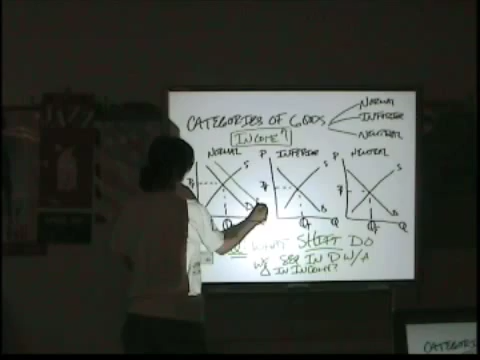 NORMAL
CATEGORIES OF GOODS INFERIOR
INCOME↑ NEUTRAL
NORMAL P INFERIOR P NEUTRAL
S S S
D D D
Q Q
WHAT SHIFT DO
WE SEE IN D W/A
Δ IN INCOME?
CATEGORIES